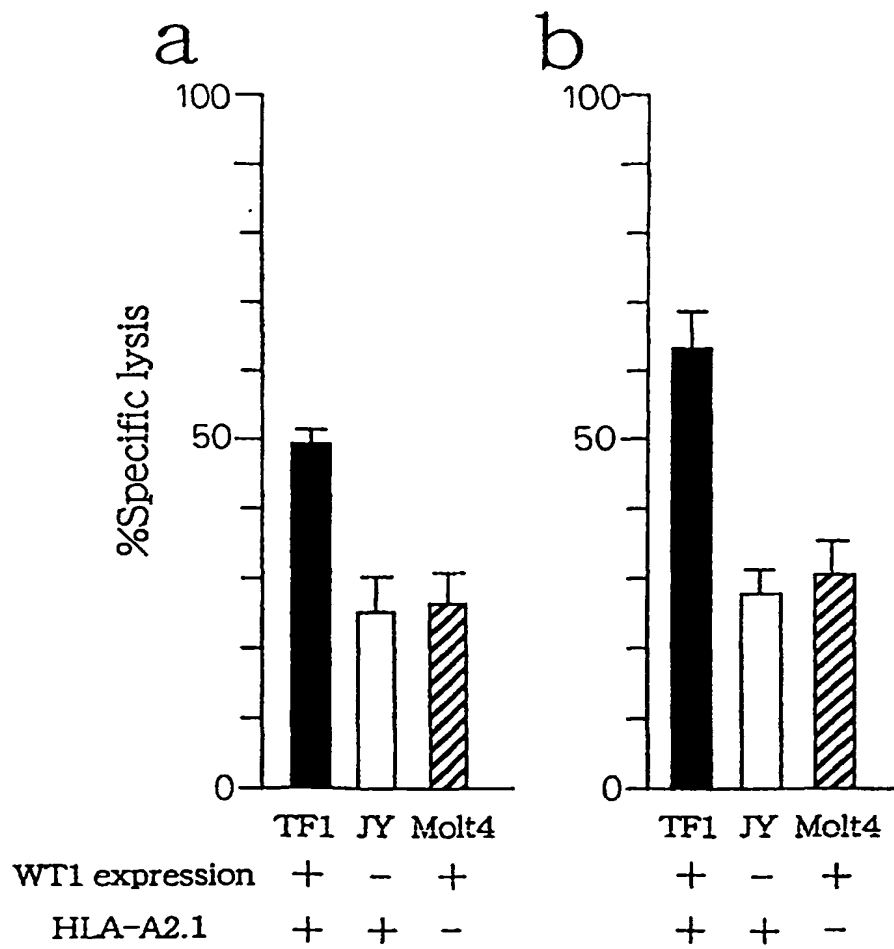 a
b
100
50
0
%Specific lysis
100
50
0
TF1 JY Molt4
TF1 JY Molt4
WT1 expression + − + + − +
HLA-A2.1 + + − + + −